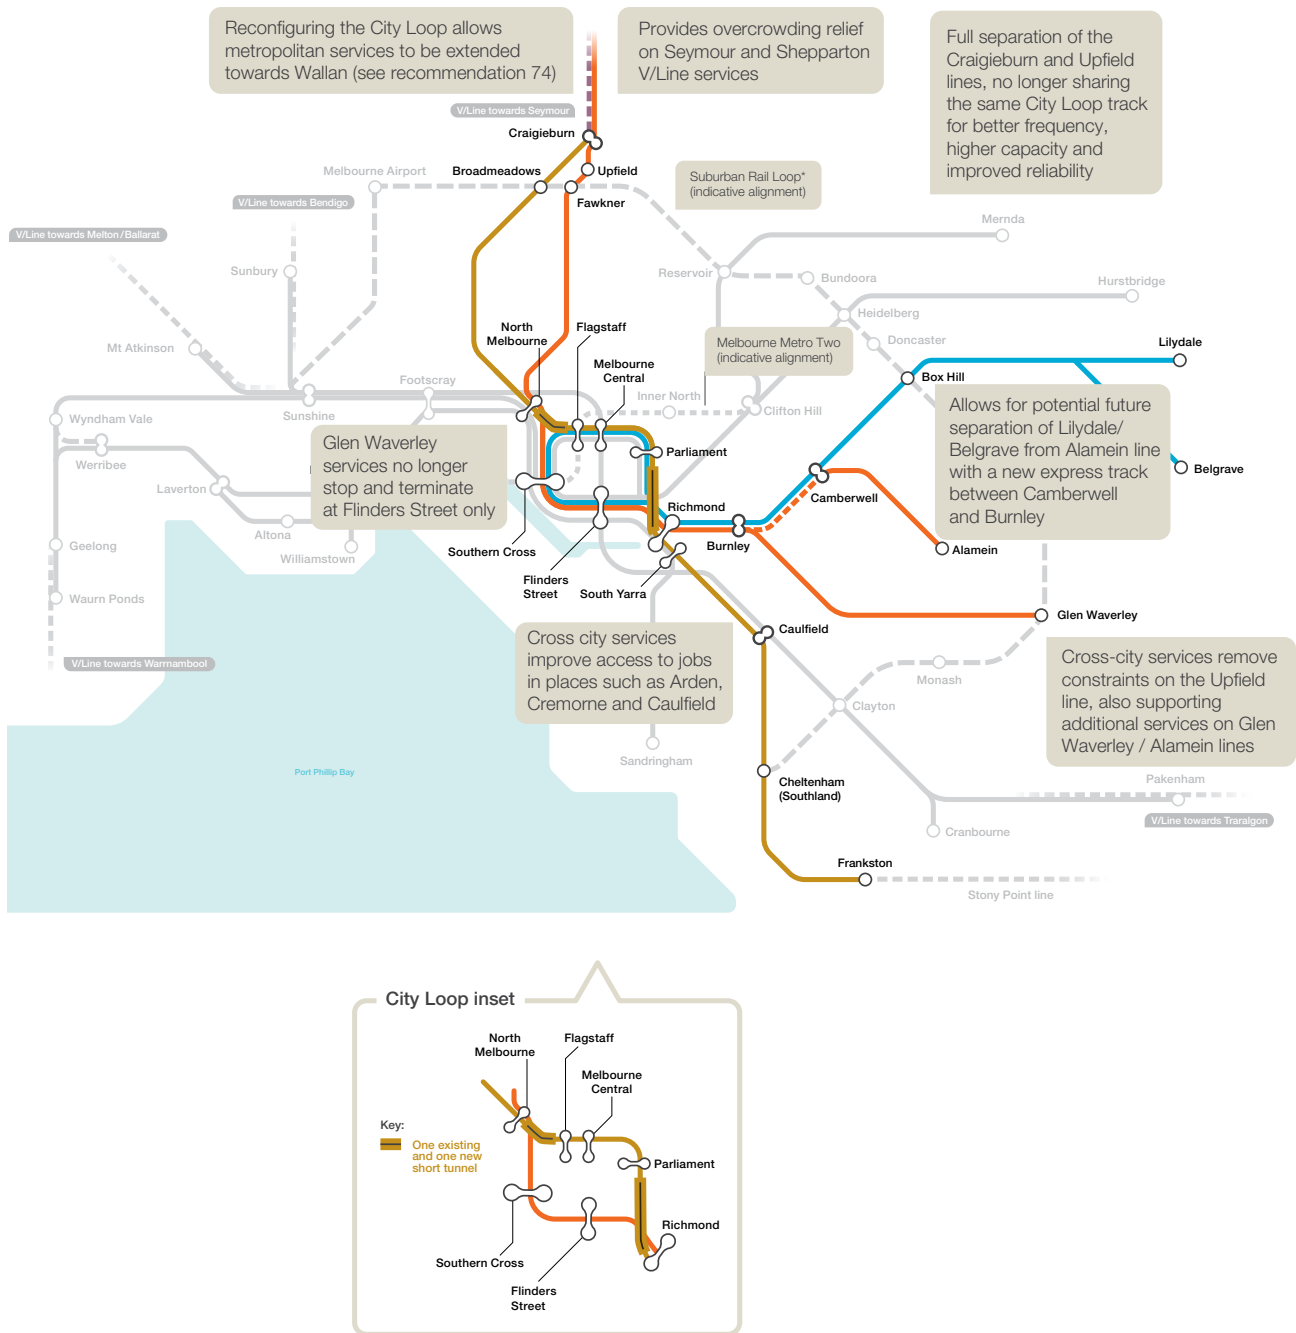 Reconfiguring the City Loop allows
metropolitan services to be extended
towards Wallan (see recommendation 74)
Provides overcrowding relief
on Seymour and Shepparton
V/Line services
Full separation of the
Craigieburn and Upfield
lines, no longer sharing
the same City Loop track
for better frequency,
higher capacity and
improved reliability
V/Line towards Seymour
Craigieburn
Melbourne Airport
Broadmeadows
Upfield
Fawkner
Suburban Rail Loop*
(indicative alignment)
V/Line towards Bendigo
V/Line towards Melton/Ballarat
Mernda
Sunbury
Reservoir
Bundoora
Hurstbridge
Heidelberg
North
Melbourne
Flagstaff
Melbourne Metro Two
(indicative alignment)
Doncaster
Lilydale
Mt Atkinson
Melbourne
Central
Footscray
Box Hill
Inner North
Clifton Hill
Sunshine
Wyndham Vale
Werribee
Glen Waverley
services no longer
stop and terminate
at Flinders Street only
Parliament
Allows for potential future
separation of Lilydale/
Belgrave from Alamein line
with a new express track
between Camberwell
and Burnley
Belgrave
Laverton
Camberwell
Richmond
Altona
Williamstown
Geelong
Southern Cross
Burnley
Alamein
Flinders
Street
South Yarra
Waurn Ponds
Glen Waverley
Caulfield
Cross city services
improve access to jobs
in places such as Arden,
Cremorne and Caulfield
V/Line towards Warrnambool
Monash
Cross-city services remove
constraints on the Upfield
line, also supporting
additional services on Glen
Waverley / Alamein lines
Clayton
Sandringham
Port Phillip Bay
Cheltenham
(Southland)
Pakenham
V/Line towards Traralgon
Cranbourne
Frankston
Stony Point line
City Loop inset
North
Melbourne
Flagstaff
Melbourne
Central
Key:
One existing
and one new
short tunnel
Parliament
Richmond
Southern Cross
Flinders
Street